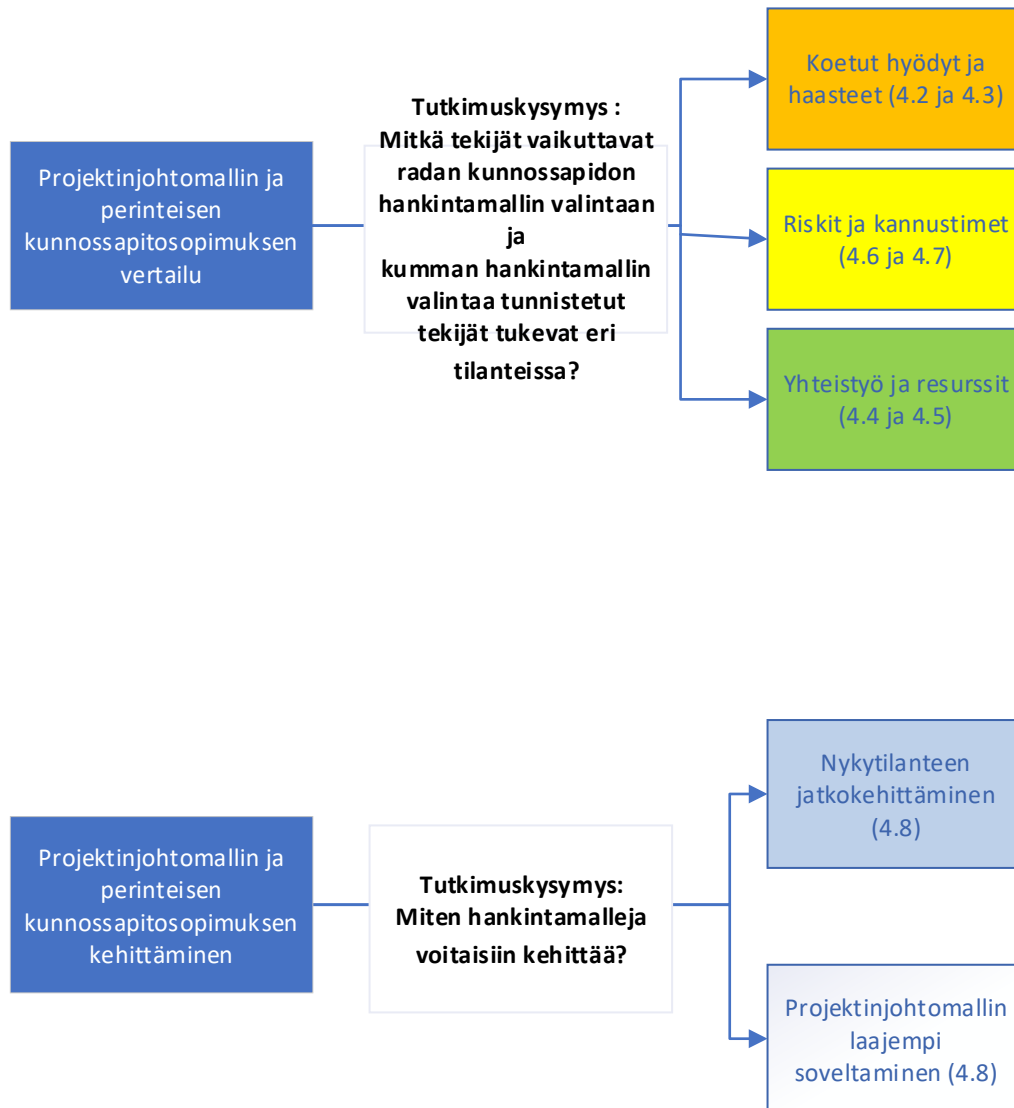 Projektinjohtomallin ja
perinteisen
kunnossapitosopimuksen
vertailu
Tutkimuskysymys :
Mitkä tekijät vaikuttavat
radan kunnossapidon
hankintamallin valintaan
ja
kumman hankintamallin
valintaa tunnistetut
tekijät tukevat eri
tilanteissa?
Koetut hyödyt ja
haasteet (4.2 ja 4.3)
Riskit ja kannustimet
(4.6 ja 4.7)
Yhteistyö ja resurssit
(4.4 ja 4.5)
Projektinjohtomallin ja
perinteisen
kunnossapitosopimuksen
kehittäminen
Tutkimuskysymys:
Miten hankintamalleja
voitaisiin kehittää?
Nykytilanteen
jatkokehittäminen
(4.8)
Projektinjohtomallin
laajempi
soveltaminen (4.8)